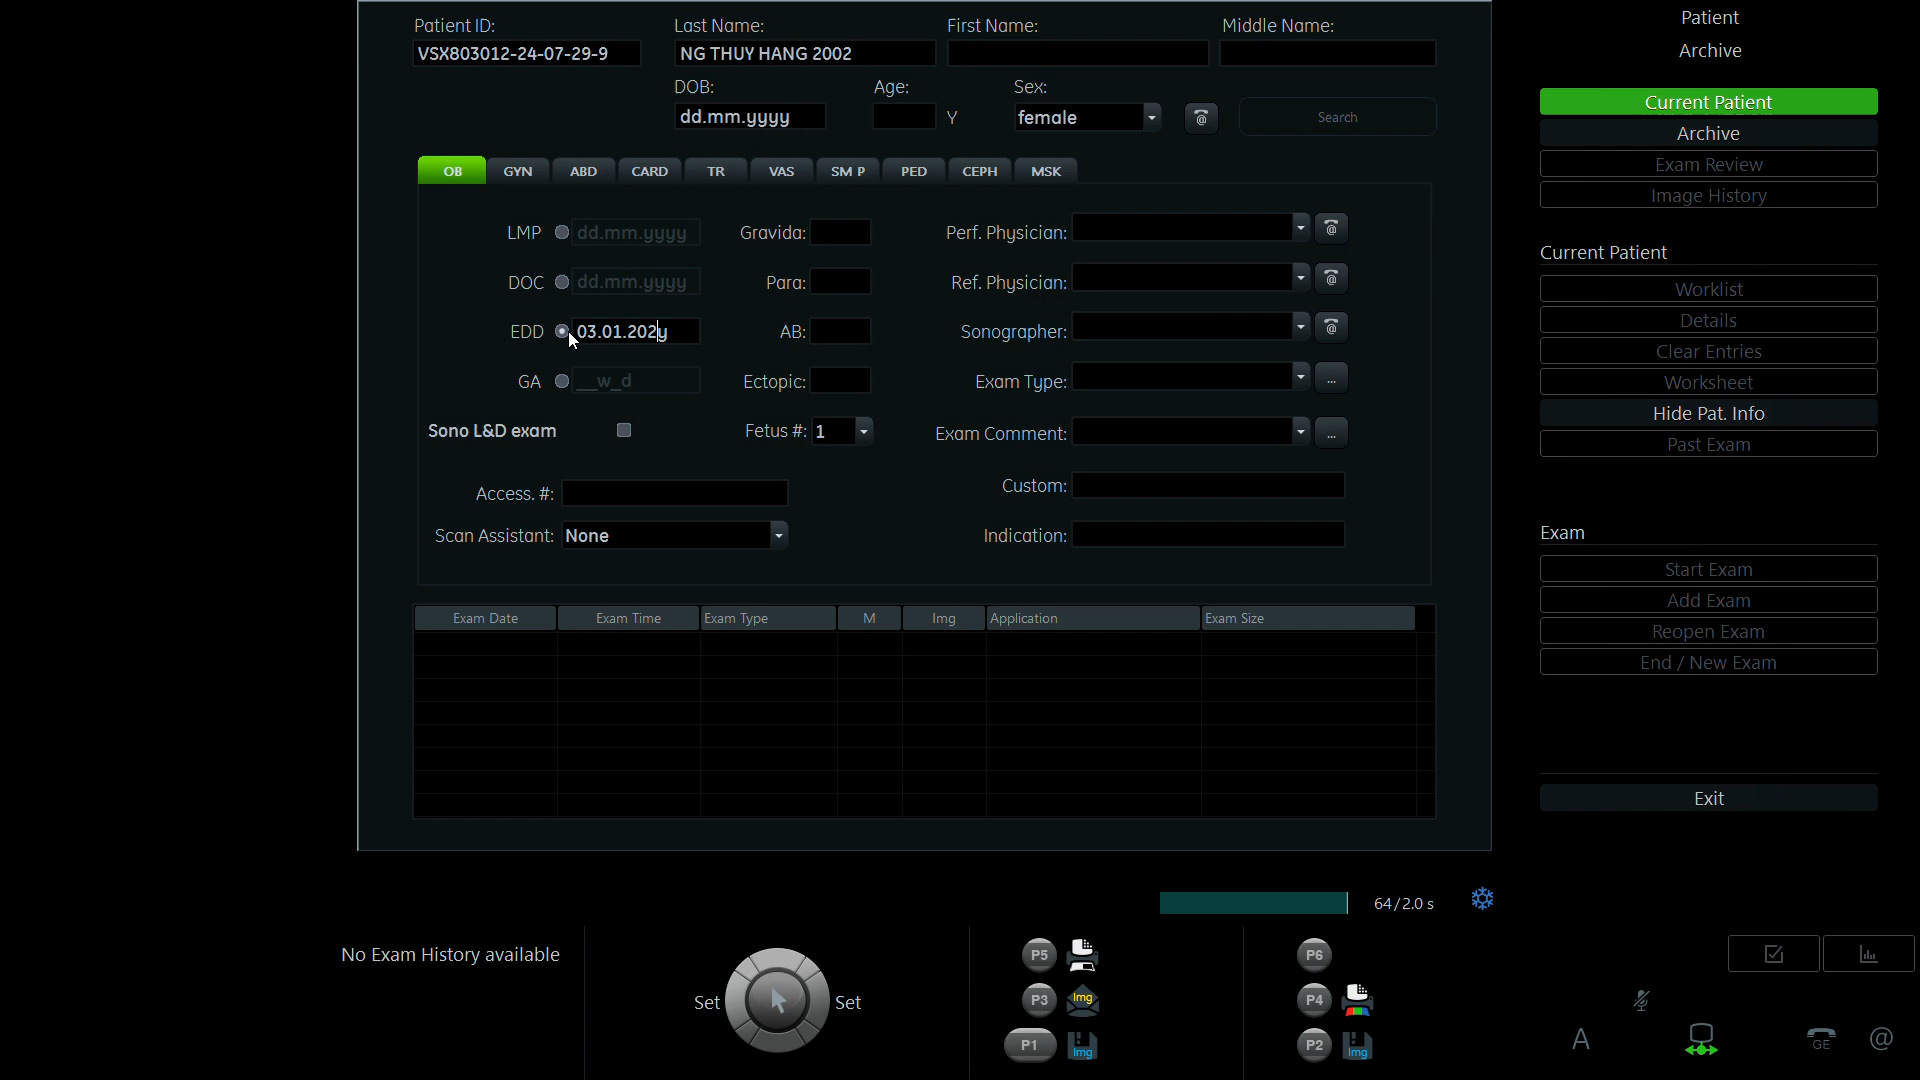 Patient ID: Last Name: First Name: Middle Name:
VSX803012-24-07-29-9 NG THUY HANG 2002
DOB: Age: Sex:
dd.mm.yyyy Y female @ Search
OB GYN ABD CARD TR VAS SM P PED CEPH MSK
LMP dd.mm.yyyy Gravida: Perf. Physician: @
DOC dd.mm.yyyy Para: Ref. Physician: @
EDD 03.01.202y AB: Sonographer: @
GA __w_d Ectopic: Exam Type: ...
Sono L&D exam Fetus #: 1 Exam Comment: ...
Access. #: Custom:
Scan Assistant: None Indication:
Exam Date Exam Time Exam Type M Img Application Exam Size
64/2.0 s
No Exam History available
Set Set
P5
P3 Img
P1 Img
P6
P4
P2 Img
Patient
Archive
Current Patient
Archive
Exam Review
Image History
Current Patient
Worklist
Details
Clear Entries
Worksheet
Hide Pat. Info
Past Exam
Exam
Start Exam
Add Exam
Reopen Exam
End / New Exam
Exit
A GE @